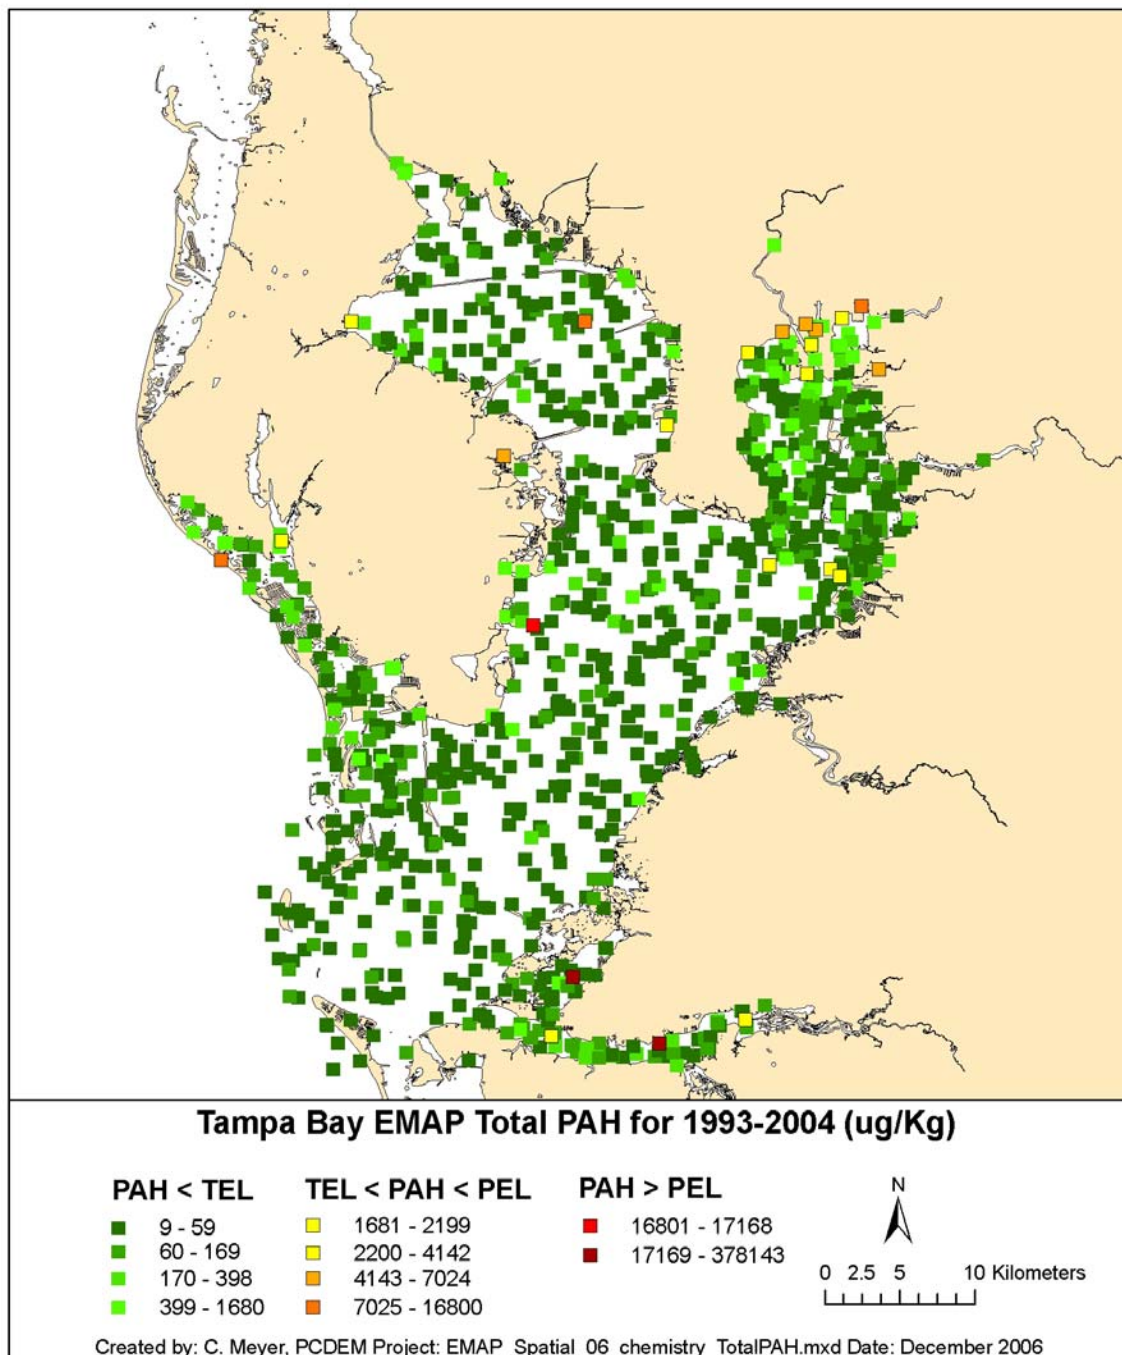 Tampa Bay EMAP Total PAH for 1993-2004 (ug/Kg)
PAH < TEL
9 - 59
60 - 169
170 - 398
399 - 1680
TEL < PAH < PEL
1681 - 2199
2200 - 4142
4143 - 7024
7025 - 16800
PAH > PEL
16801 - 17168
17169 - 378143
N
0 2.5 5 10 Kilometers
Created by: C. Meyer, PCDEM Project: EMAP Spatial 06 chemistry TotalPAH.mxd Date: December 2006